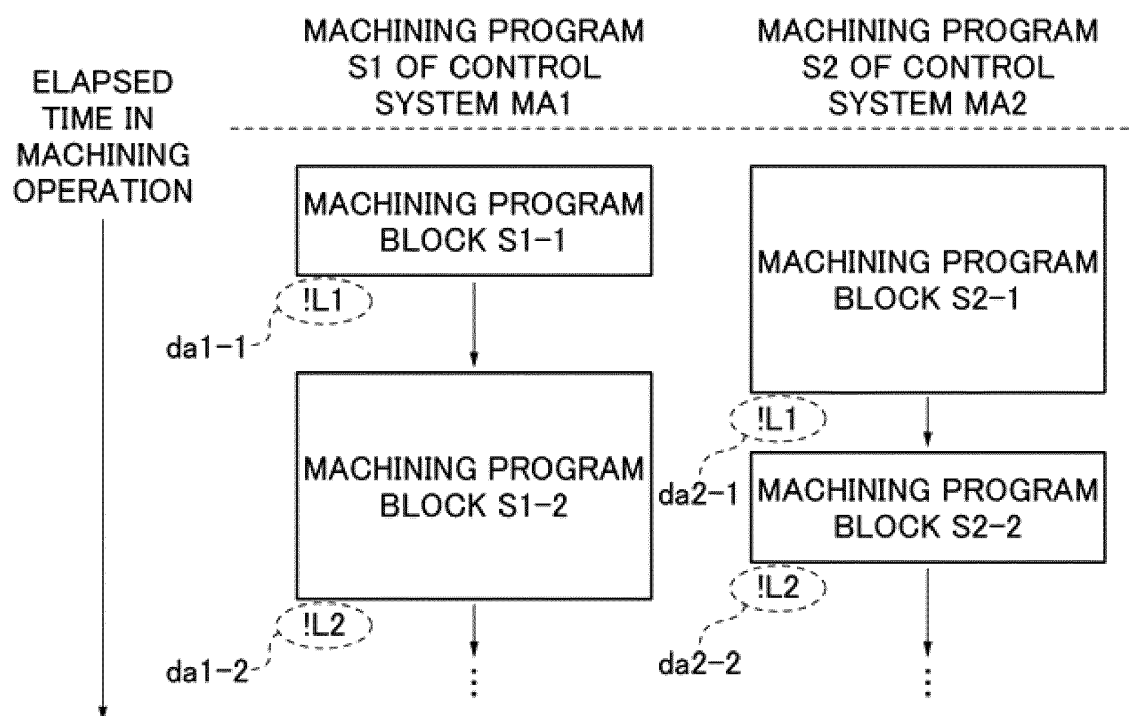 ELAPSED
TIME IN
MACHINING
OPERATION
MACHINING PROGRAM
S1 OF CONTROL
SYSTEM MA1
MACHINING PROGRAM
S2 OF CONTROL
SYSTEM MA2
MACHINING PROGRAM
BLOCK S1-1
!L1
da1-1
MACHINING PROGRAM
BLOCK S1-2
!L2
da1-2
⋮
MACHINING PROGRAM
BLOCK S2-1
!L1
da2-1
MACHINING PROGRAM
BLOCK S2-2
!L2
da2-2
⋮